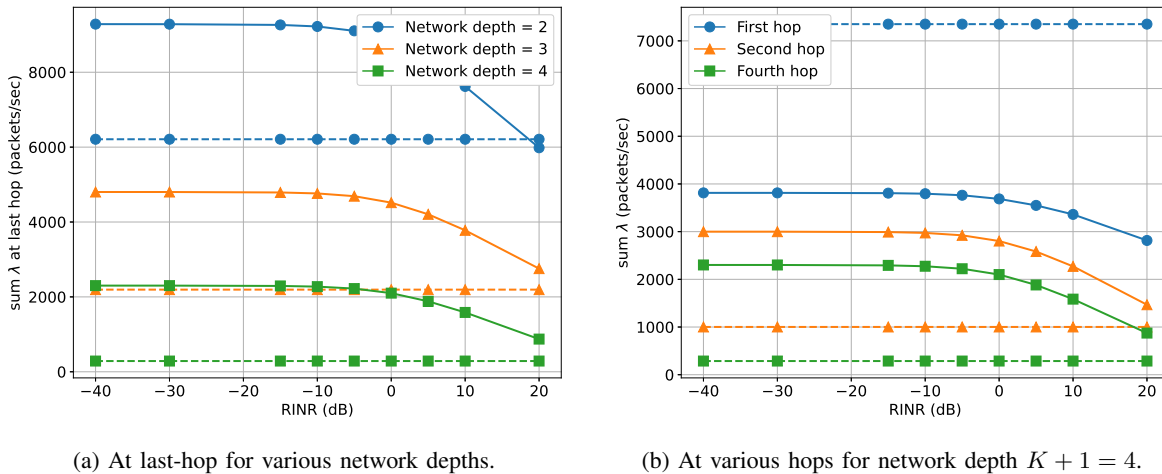 sum λ at last hop (packets/sec)
8000
6000
4000
2000
0
−40
−30
−20
−10
0
10
20
RINR (dB)
Network depth = 2
Network depth = 3
Network depth = 4
(a) At last-hop for various network depths.
sum λ (packets/sec)
7000
6000
5000
4000
3000
2000
1000
0
−40
−30
−20
−10
0
10
20
RINR (dB)
First hop
Second hop
Fourth hop
(b) At various hops for network depth K + 1 = 4.